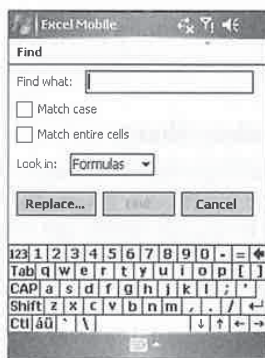 Excel Mobile
Find
Find what:
Match case
Match entire cells
Look in: Formulas
Replace... Find Cancel
123 1 2 3 4 5 6 7 8 9 0 - =
Tab q w e r t y u i o p [ ]
CAP a s d f g h j k l ; '
Shift z x c v b n m , . /
Ctl áü ` \